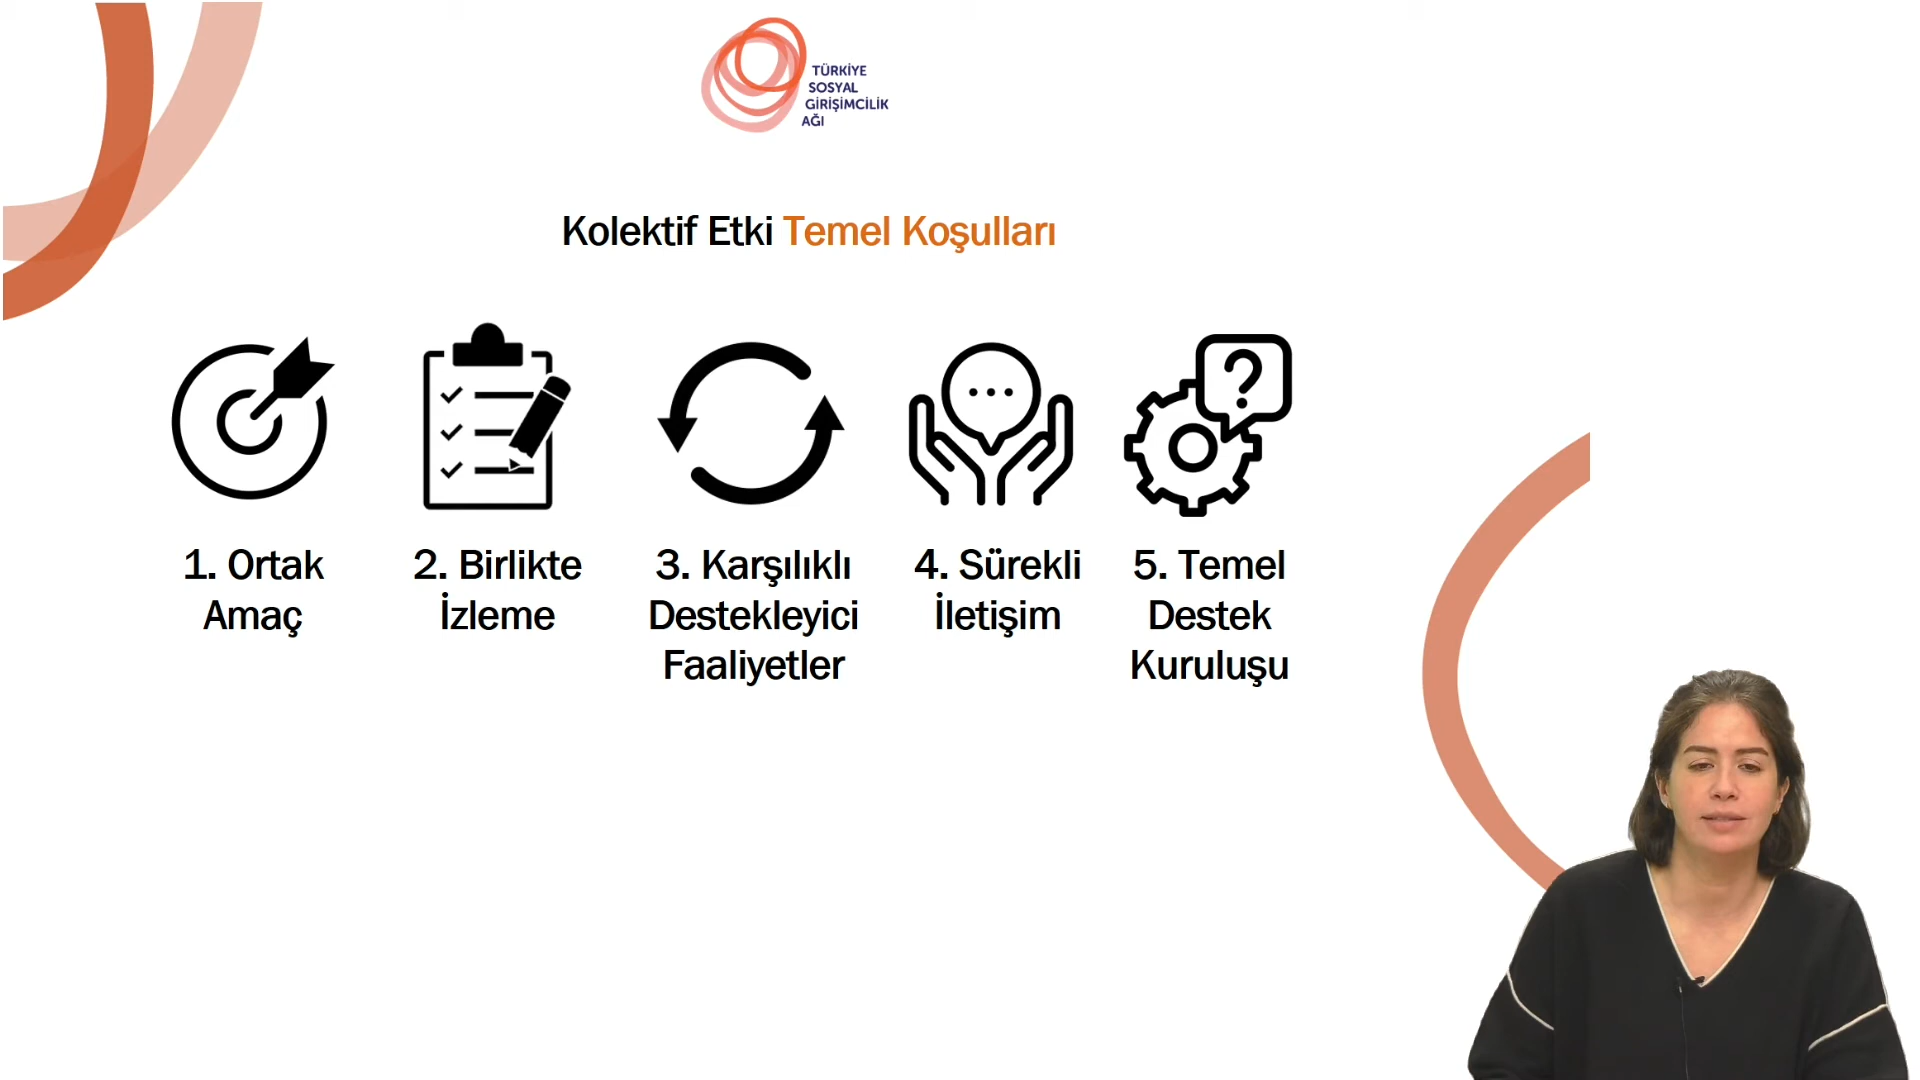 TÜRKİYE
SOSYAL
GİRİŞİMCİLİK
AĞI
Kolektif Etki Temel Koşulları
1. Ortak
Amaç
2. Birlikte
İzleme
3. Karşılıklı
Destekleyici
Faaliyetler
4. Sürekli
İletişim
5. Temel
Destek
Kuruluşu